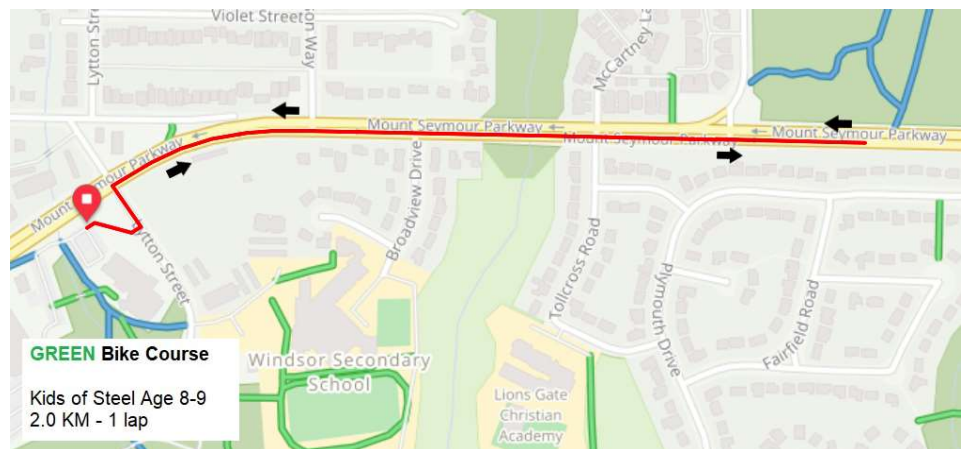 Violet Street
Lytton Street
on Way
McCartney La
Mount Seymour Parkway
Mount Seymour Parkway
Mount Seymour Parkway
Mount Seymour Parkway
Lytton Street
Broadview Drive
Tollcross Road
Plymouth Drive
Fairfield Road
Windsor Secondary
School
Lions Gate
Christian
Academy
GREEN Bike Course
Kids of Steel Age 8-9
2.0 KM - 1 lap